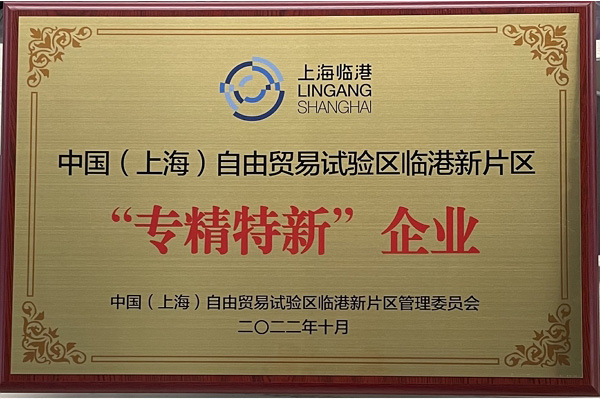 上海临港
LINGANG
SHANGHAI
中国（上海）自由贸易试验区临港新片区
“专精特新”企业
中国（上海）自由贸易试验区临港新片区管理委员会
二〇二二年十月